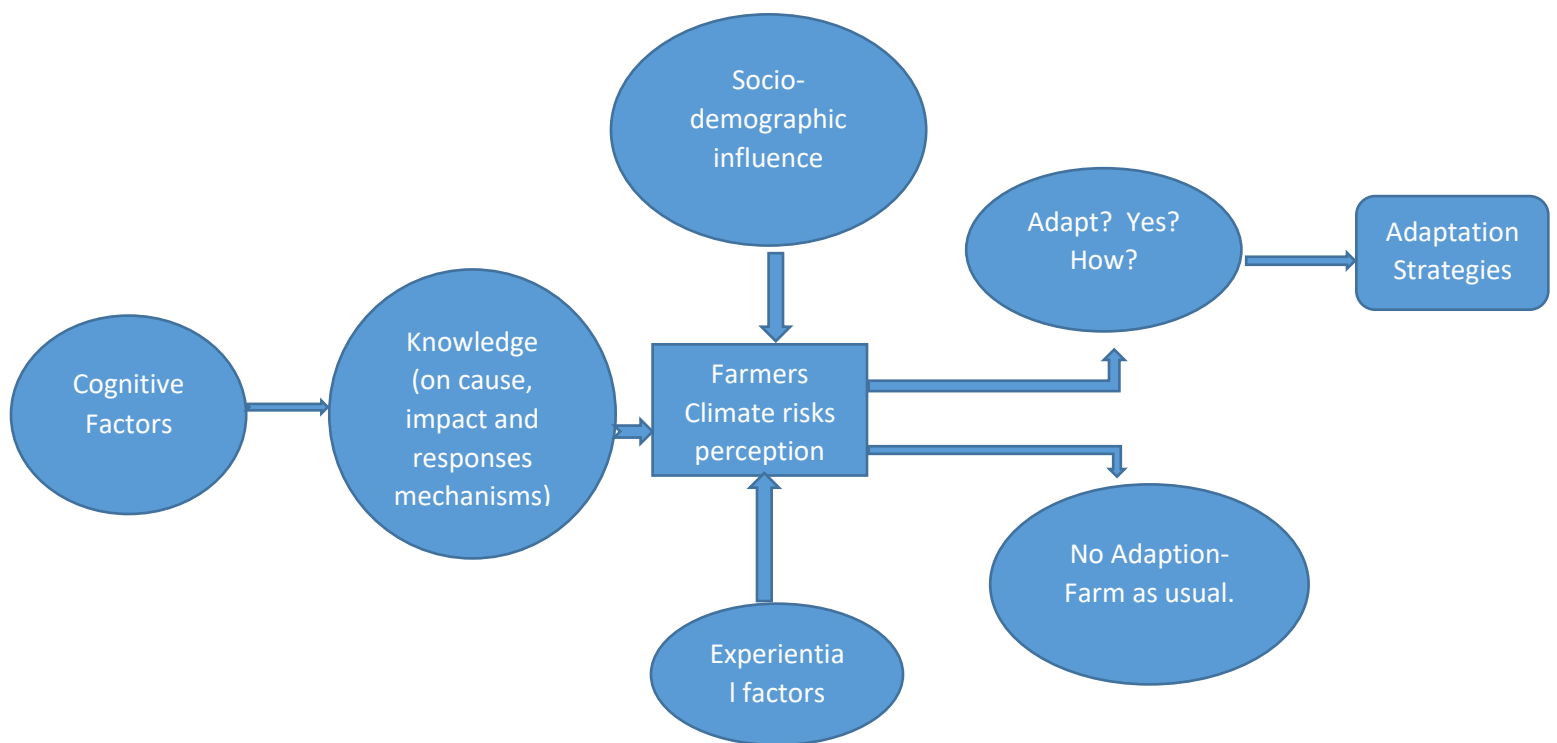 Socio-
demographic
influence
Adapt?  Yes?
How?
Adaptation
Strategies
Cognitive
Factors
Knowledge
(on cause,
impact and
responses
mechanisms)
Farmers
Climate risks
perception
No Adaption-
Farm as usual.
Experientia
l factors